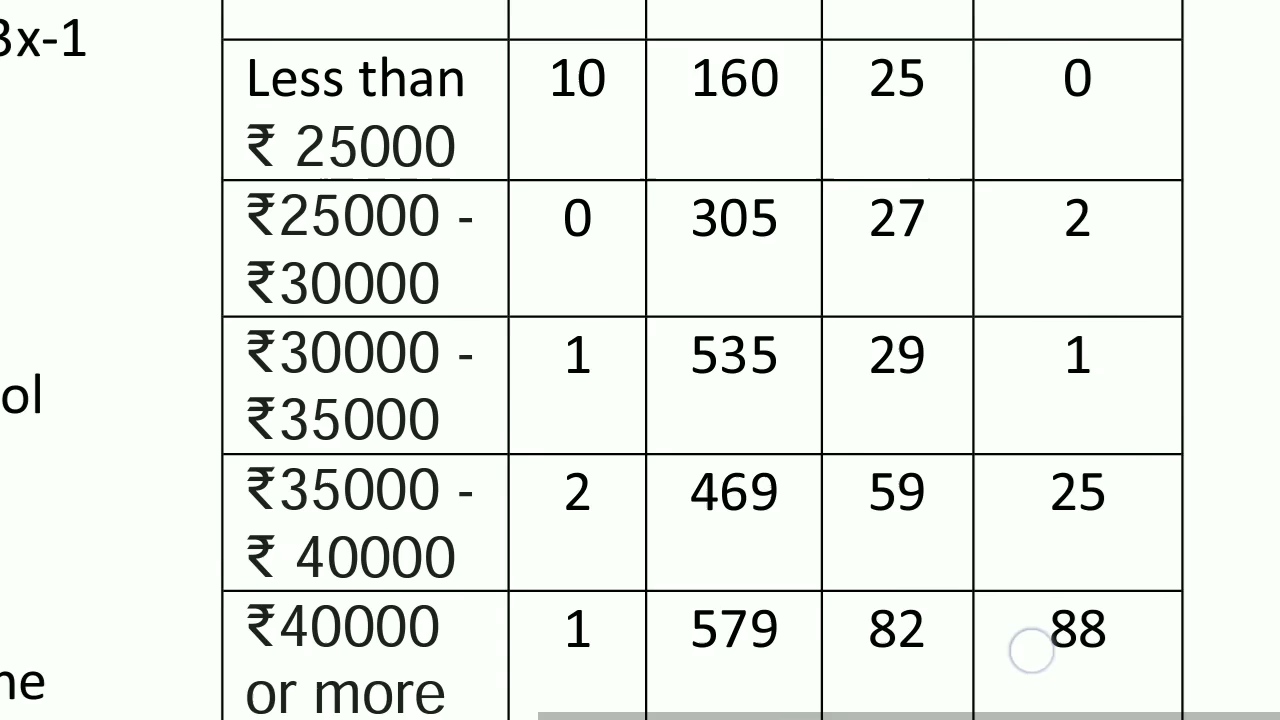 3x-1
Less than 10 160 25 0
₹ 25000
₹25000 - 0 305 27 2
₹30000
₹30000 - 1 535 29 1
₹35000
ol
₹35000 - 2 469 59 25
₹ 40000
₹40000 1 579 82 88
or more
ne